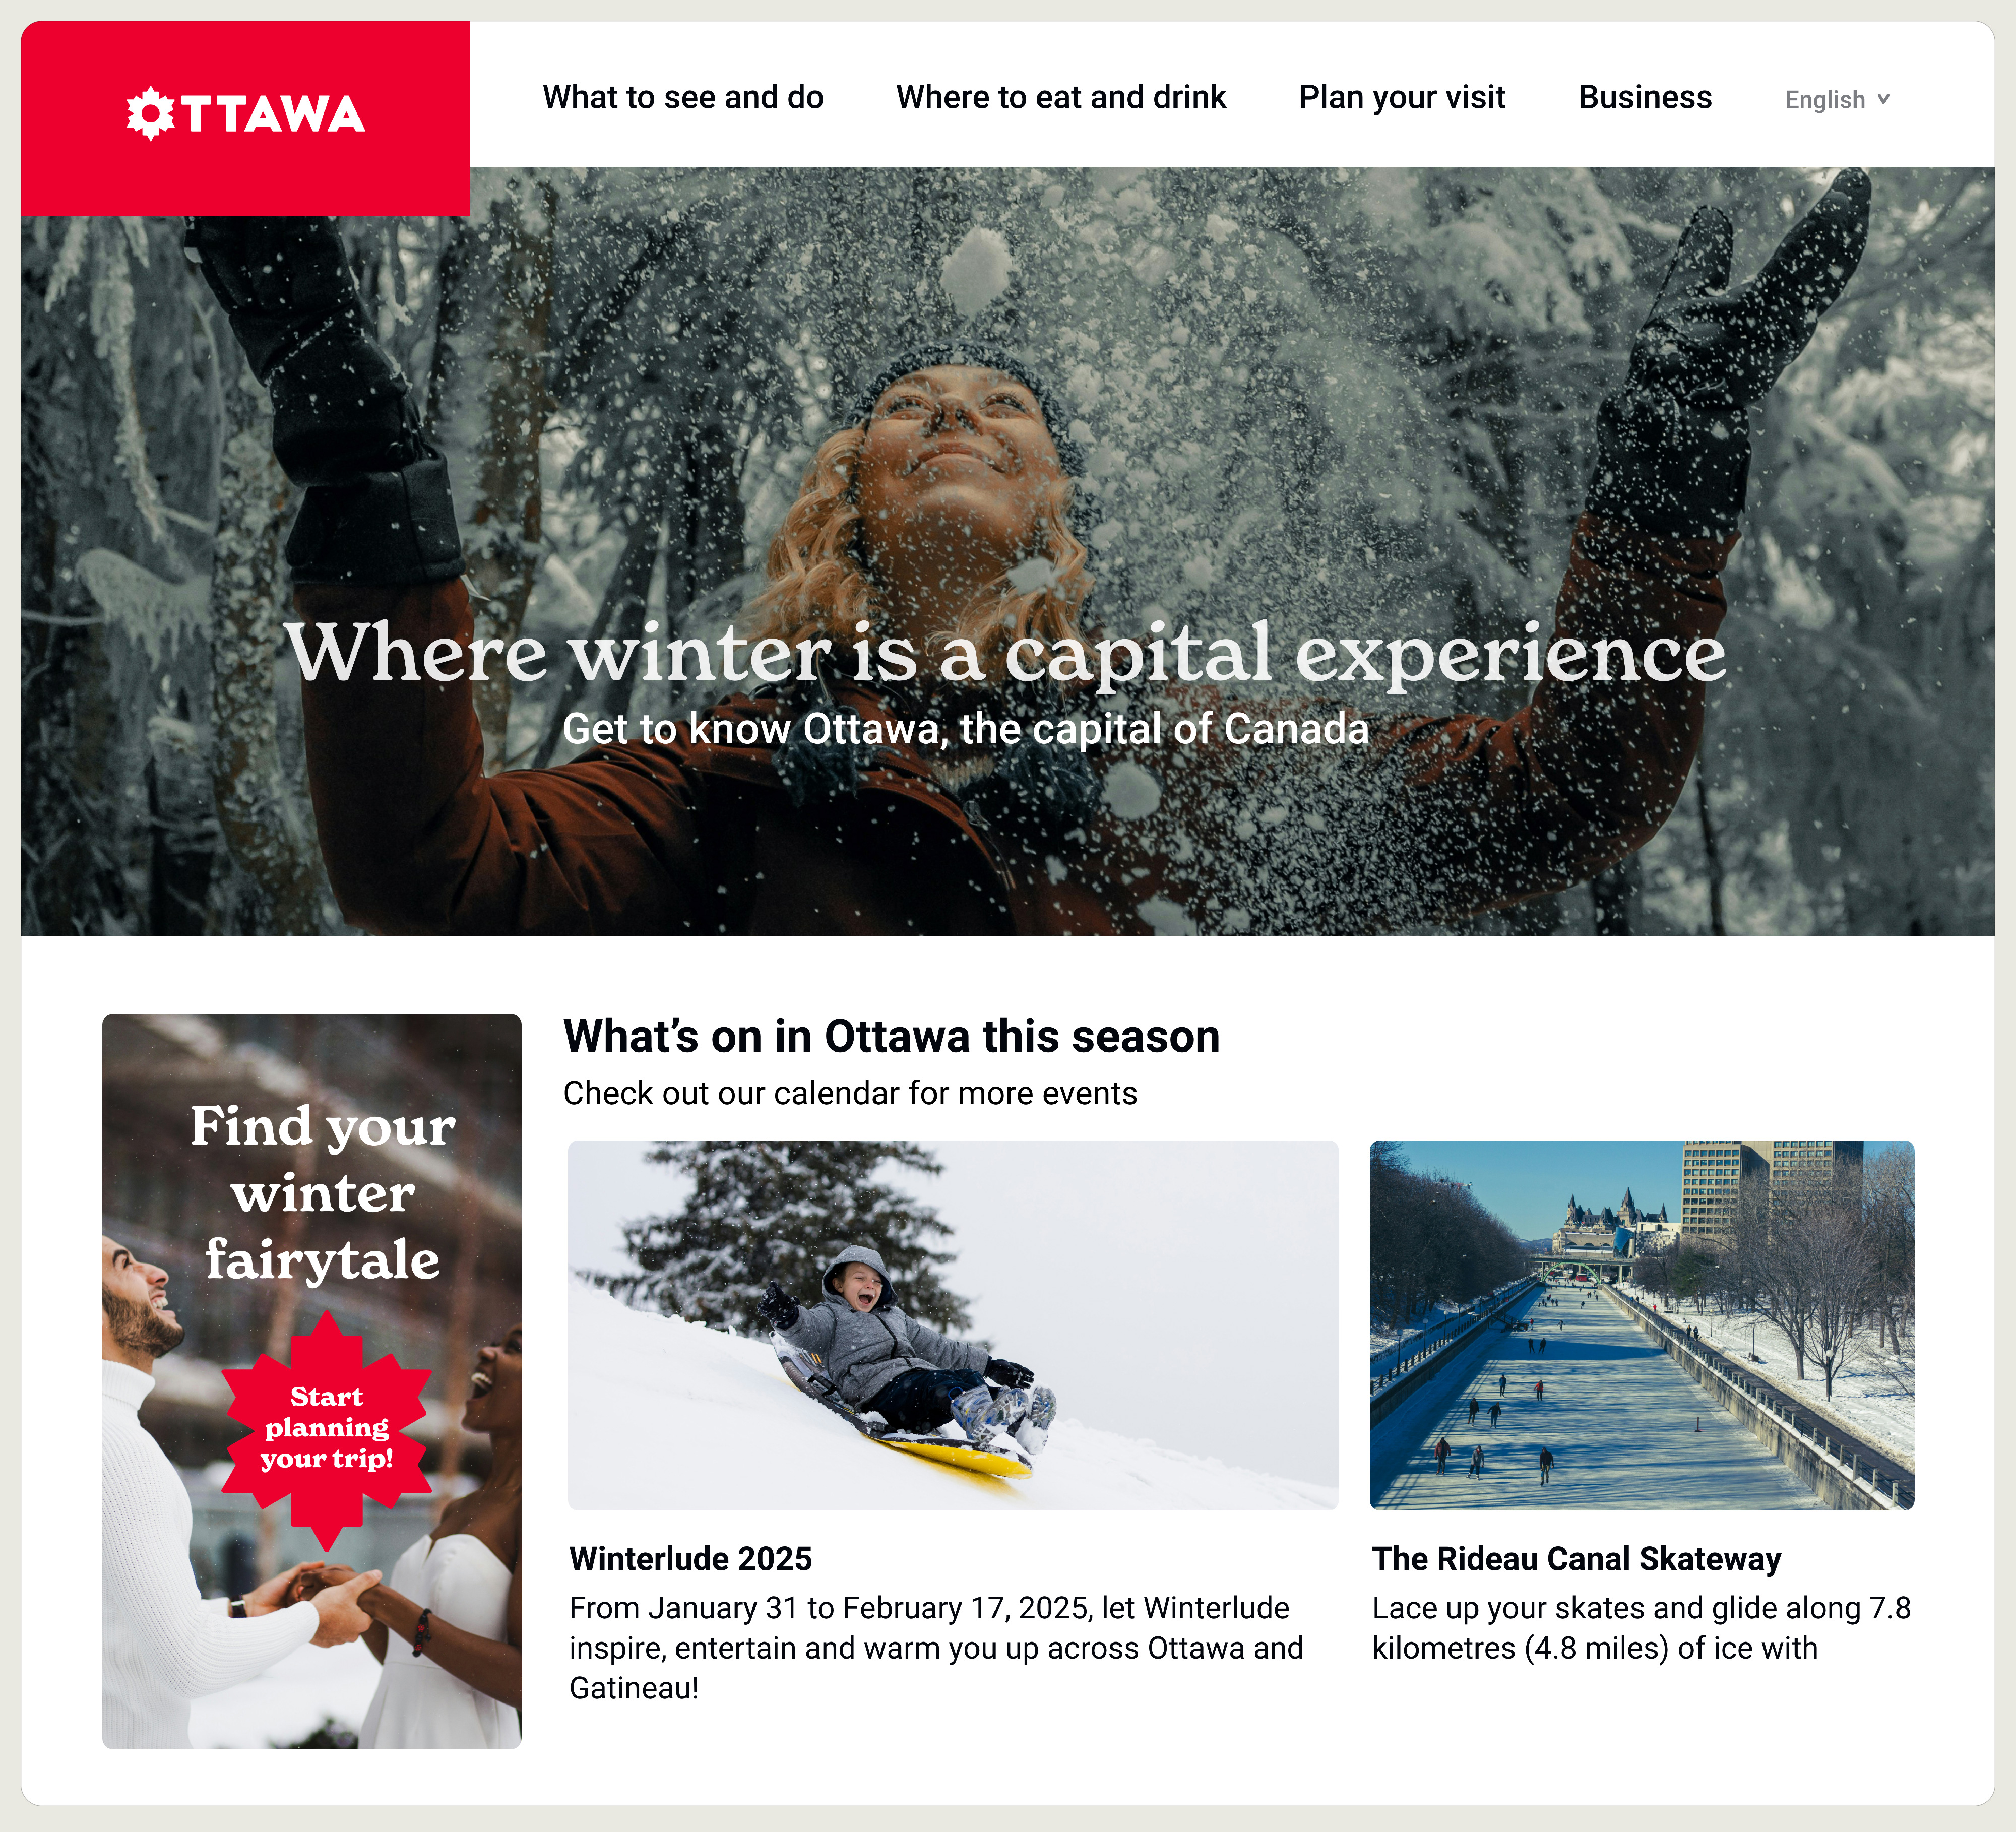 OTTAWA
What to see and do
Where to eat and drink
Plan your visit
Business
English
Where winter is a capital experience
Get to know Ottawa, the capital of Canada
Find your
winter
fairytale
Start
planning
your trip!
What’s on in Ottawa this season
Check out our calendar for more events
Winterlude 2025
From January 31 to February 17, 2025, let Winterlude
inspire, entertain and warm you up across Ottawa and
Gatineau!
The Rideau Canal Skateway
Lace up your skates and glide along 7.8
kilometres (4.8 miles) of ice with